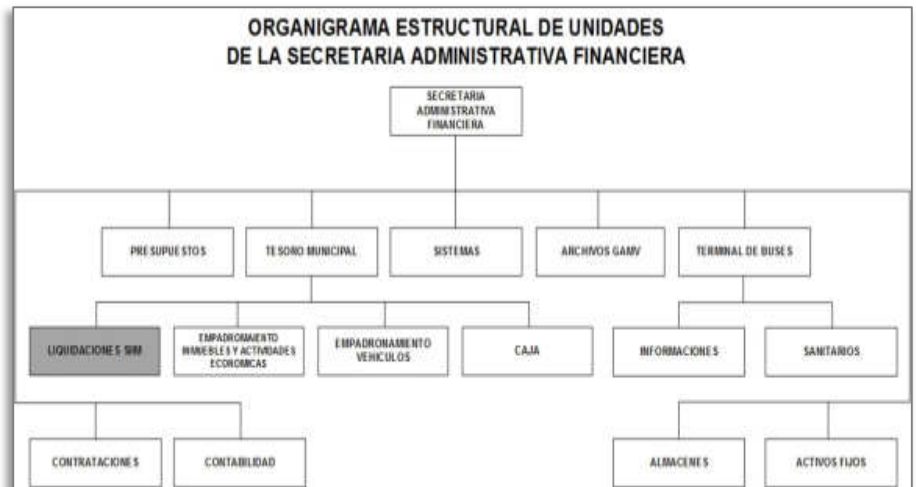 ORGANIGRAMA ESTRUCTURAL DE UNIDADES
DE LA SECRETARIA ADMINISTRATIVA FINANCIERA
SECRETARIA
ADMINISTRATIVA
FINANCIERA
PRESUPUESTOS
TESORO MUNICIPAL
SISTEMAS
ARCHIVOS GAMV
TERMINAL DE BUSES
LIQUIDACIONES
EMPADRONAMIENTO
INMUEBLES Y ACTIVIDADES
ECONOMICAS
EMPADRONAMIENTO
VEHICULOS
CAJA
INFORMACIONES
SANITARIOS
CONTRATACIONES
CONTABILIDAD
ALMACENES
ACTIVOS FIJOS